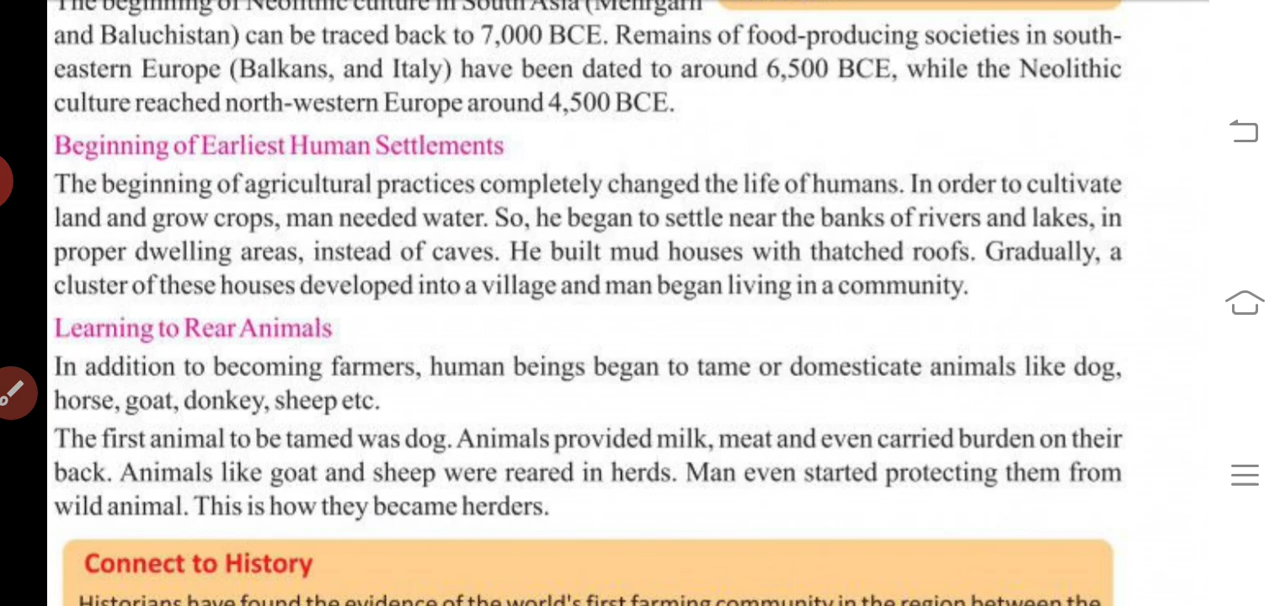 The beginning of Neolithic culture in South Asia (Mehrgarh
and Baluchistan) can be traced back to 7,000 BCE. Remains of food-producing societies in south-
eastern Europe (Balkans, and Italy) have been dated to around 6,500 BCE, while the Neolithic
culture reached north-western Europe around 4,500 BCE.
Beginning of Earliest Human Settlements
The beginning of agricultural practices completely changed the life of humans. In order to cultivate
land and grow crops, man needed water. So, he began to settle near the banks of rivers and lakes, in
proper dwelling areas, instead of caves. He built mud houses with thatched roofs. Gradually, a
cluster of these houses developed into a village and man began living in a community.
Learning to Rear Animals
In addition to becoming farmers, human beings began to tame or domesticate animals like dog,
horse, goat, donkey, sheep etc.
The first animal to be tamed was dog. Animals provided milk, meat and even carried burden on their
back. Animals like goat and sheep were reared in herds. Man even started protecting them from
wild animal. This is how they became herders.
Connect to History
Historians have found the evidence of the world's first farming community in the region between the